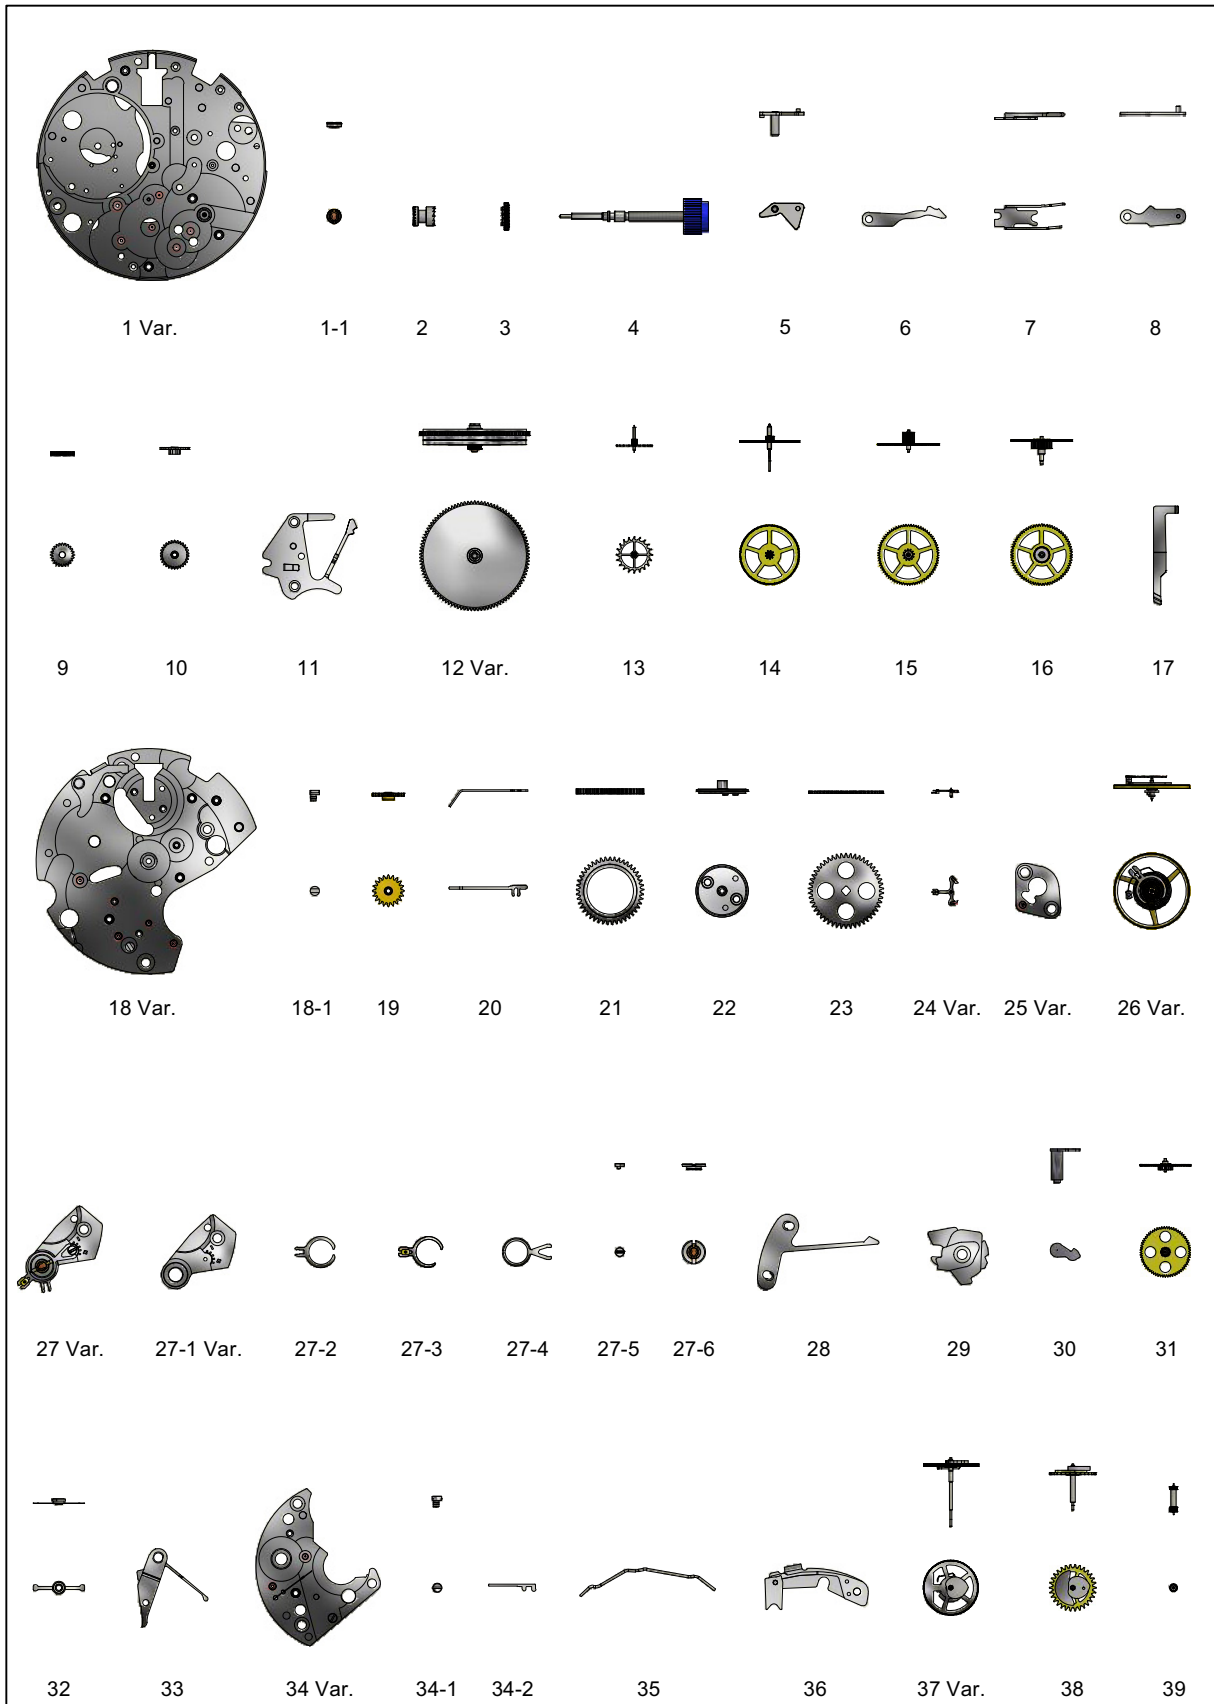 1 Var. 1-1 2 3 4 5 6 7 8
9 10 11 12 Var. 13 14 15 16 17
18 Var. 18-1 19 20 21 22 23 24 Var. 25 Var. 26 Var.
27 Var. 27-1 Var. 27-2 27-3 27-4 27-5 27-6 28 29 30 31
32 33 34 Var. 34-1 34-2 35 36 37 Var. 38 39